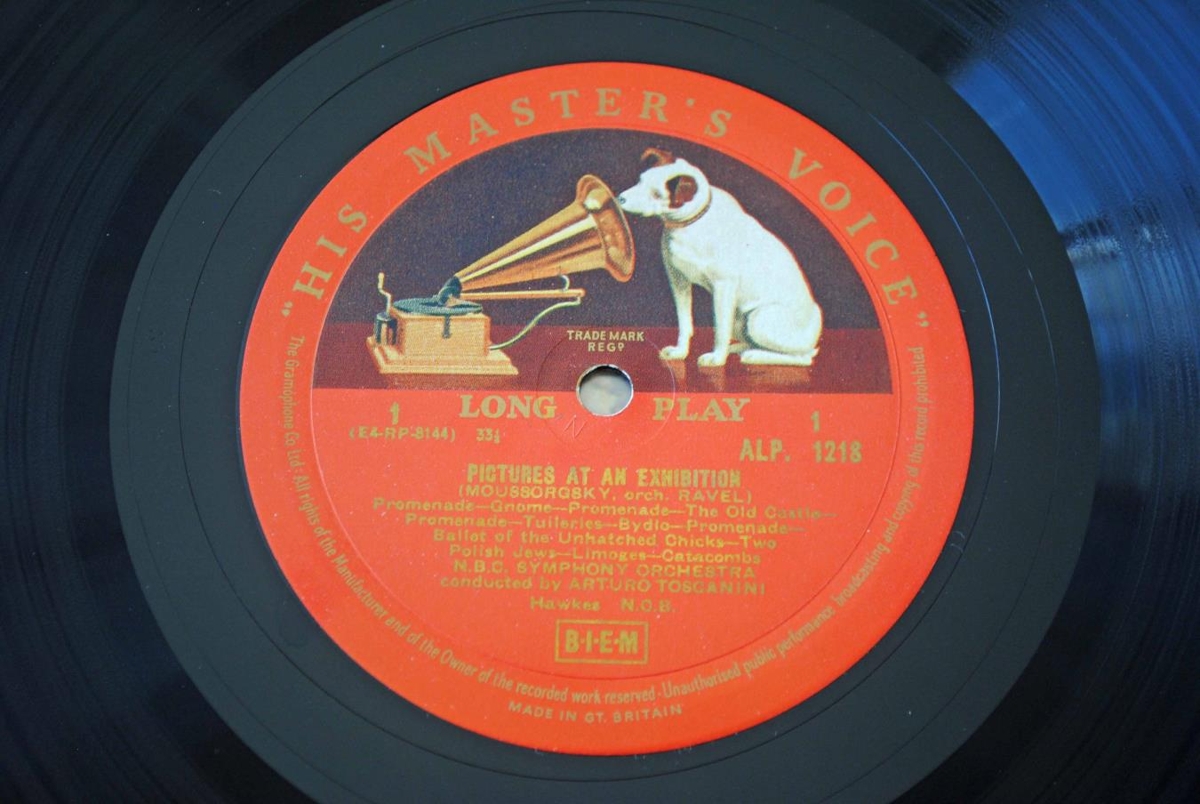 "HIS MASTER'S VOICE"
TRADE MARK
REGD
LONG PLAY
1
1
(E4-RP-8144) 33⅓
ALP. 1218
PICTURES AT AN EXHIBITION
(MOUSSORGSKY, orch. RAVEL)
Promenade—Gnome—Promenade—The Old Castle—
Promenade—Tuileries—Bydlo—Promenade—
Ballet of the Unhatched Chicks—Two
Polish Jews—Limoges—Catacombs
N.B.C. SYMPHONY ORCHESTRA
conducted by ARTURO TOSCANINI
Hawkes N.C.B.
B·I·E·M
The Gramophone Co Ltd: All rights of the Manufacturer and of the Owner of the recorded work reserved · Unauthorised public performance, broadcasting and copying of this record prohibited
MADE IN GT. BRITAIN